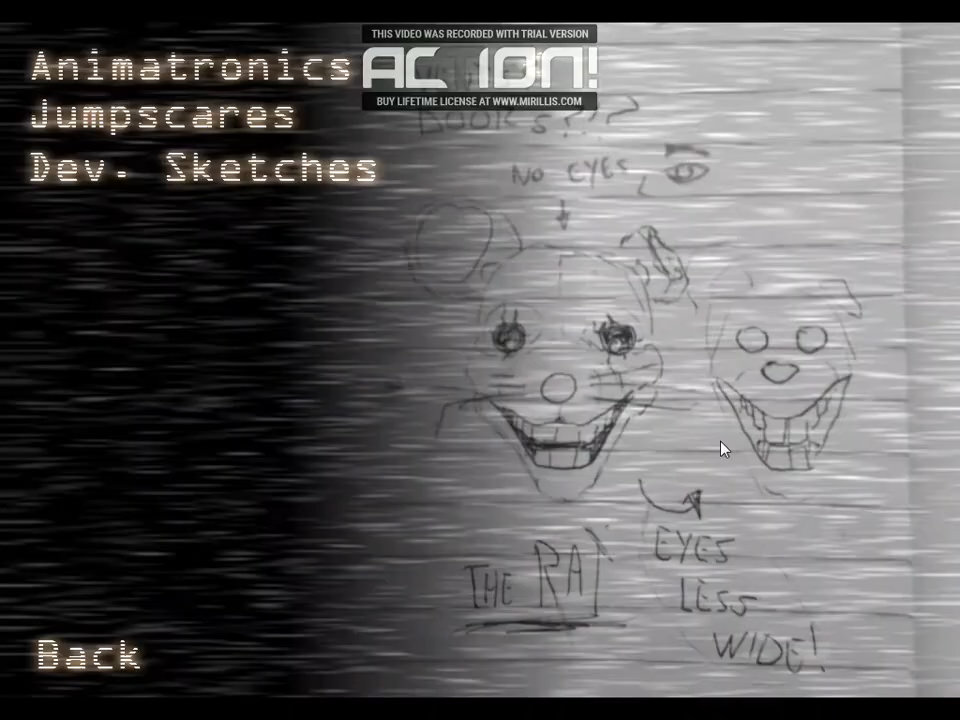 THIS VIDEO WAS RECORDED WITH TRIAL VERSION
ACTION!
BUY LIFETIME LICENSE AT WWW.MIRILLIS.COM
Animatronics
Jumpscares
Dev. Sketches
BOOKS???
NO EYES
THE RAT
EYES
LESS
WIDE!
Back